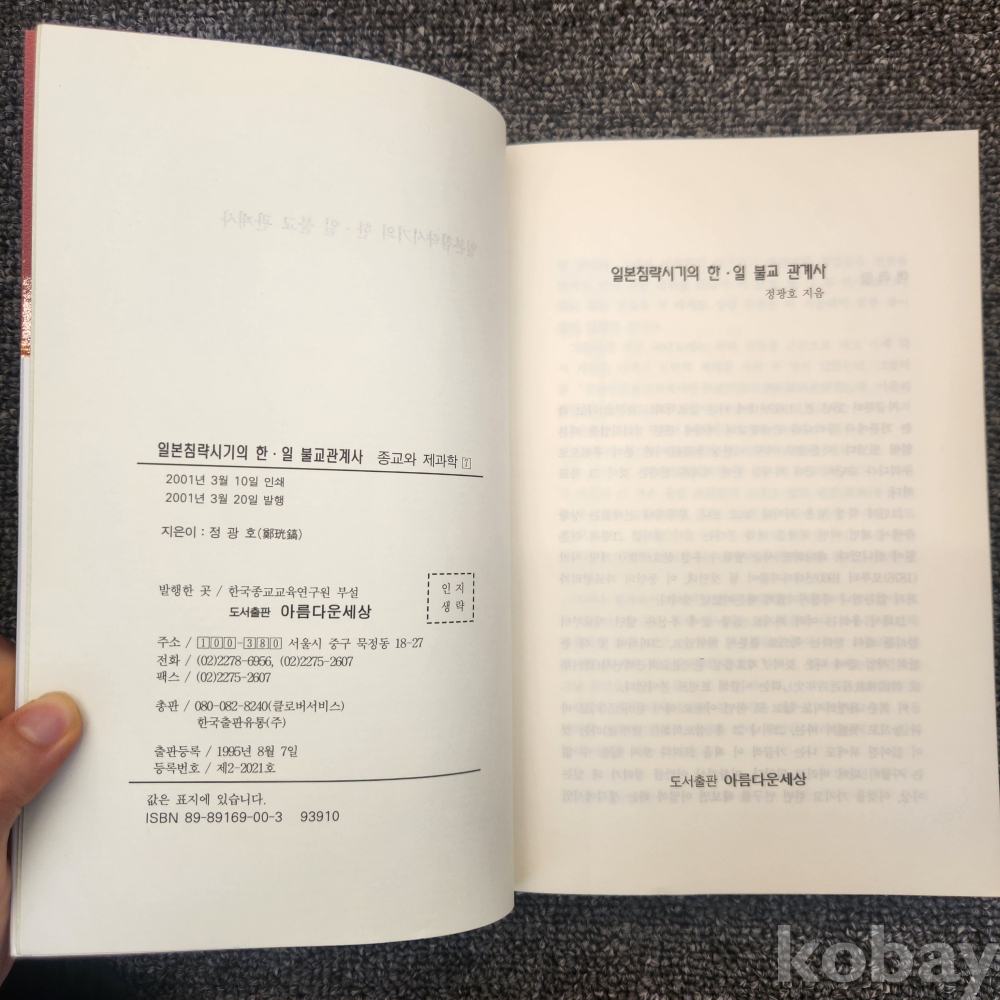 일본침략시기의 한·일 불교관계사 종교와 제과학 7
2001년 3월 10일 인쇄
2001년 3월 20일 발행
지은이 : 정 광 호(鄭珖鎬)
발행한 곳 / 한국종교교육연구원 부설
도서출판 아름다운세상
인 지
생 략
주소 / 100-380 서울시 중구 묵정동 18-27
전화 / (02)2278-6956, (02)2275-2607
팩스 / (02)2275-2607
총판 / 080-082-8240(클로버서비스)
한국출판유통(주)
출판등록 / 1995년 8월 7일
등록번호 / 제2-2021호
값은 표지에 있습니다.
ISBN 89-89169-00-3 93910
일본침략시기의 한·일 불교 관계사
정광호 지음
도서출판 아름다운세상
kobay